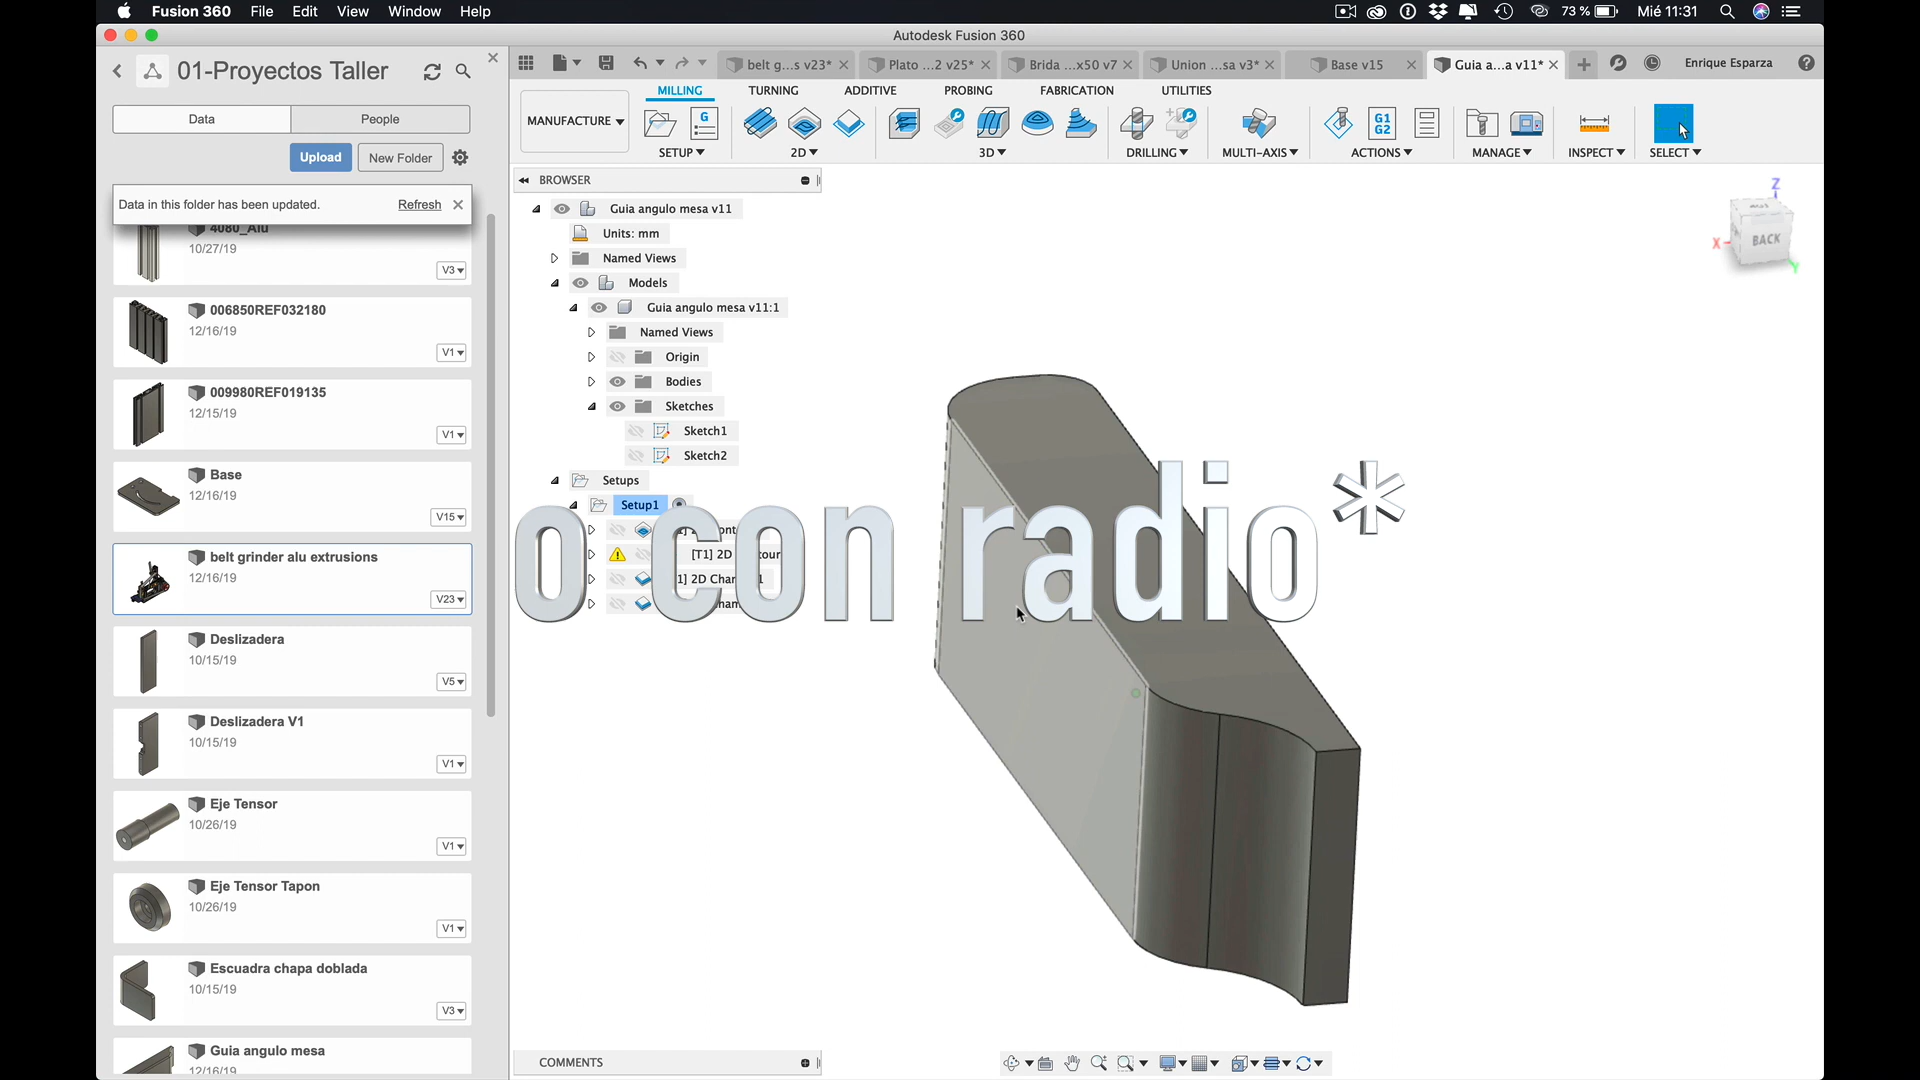 Fusion 360 File Edit View Window Help 73 % Mié 11:31
Autodesk Fusion 360
01-Proyectos Taller
belt g...s v23* Plato ...2 v25* Brida ...x50 v7 Union ...sa v3* Base v15 Guia a...a v11* Enrique Esparza
Data People
Upload New Folder
Data in this folder has been updated. Refresh
4080_Alu
10/27/19
V3
006850REF032180
12/16/19
V1
009980REF019135
12/15/19
V1
Base
12/16/19
V15
belt grinder alu extrusions
12/16/19
V23
Deslizadera
10/15/19
V5
Deslizadera V1
10/15/19
V1
Eje Tensor
10/26/19
V1
Eje Tensor Tapon
10/26/19
V1
Escuadra chapa doblada
10/15/19
V3
Guia angulo mesa
12/16/19
MILLING TURNING ADDITIVE PROBING FABRICATION UTILITIES
MANUFACTURE
G
G1
G2
SETUP 2D 3D DRILLING MULTI-AXIS ACTIONS MANAGE INSPECT SELECT
BROWSER
Guia angulo mesa v11
Units: mm
Named Views
Models
Guia angulo mesa v11:1
Named Views
Origin
Bodies
Sketches
Sketch1
Sketch2
Setups
Setup1
[T1] 2D
o con radio*
Z
X
Y
BACK
COMMENTS